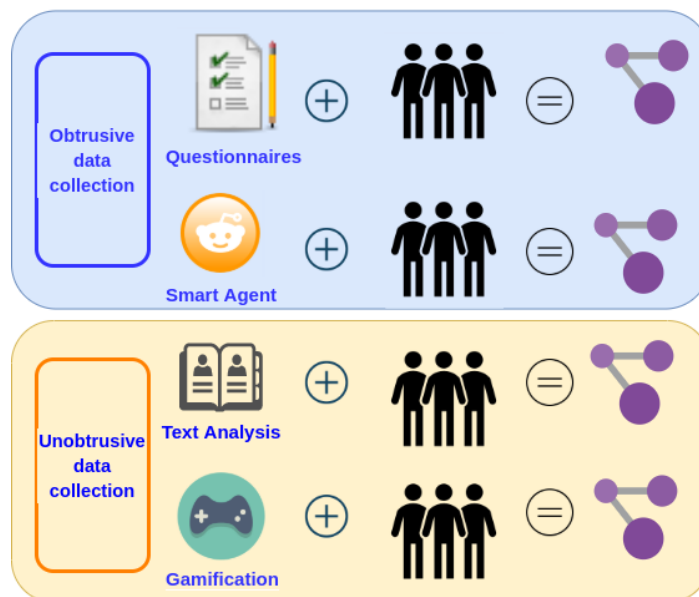 Obtrusive
data
collection
Questionnaires
Smart Agent
Unobtrusive
data
collection
Text Analysis
Gamification